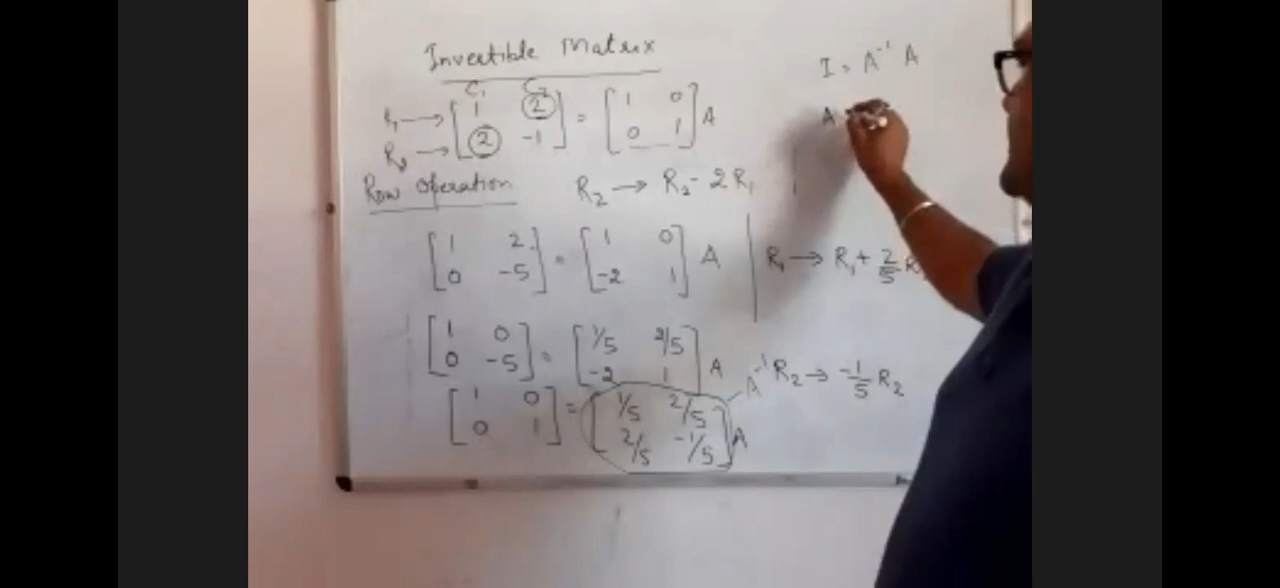 Invertible Matrix
I = A⁻¹ A
C₁ C₂
R₁ → [1 2] = [1 0] A
R₂ → [2 -1] [0 1]
A
Row Operation R₂ → R₂ - 2R₁
[1 2] = [1 0] A
[0 -5] [-2 1]
R₁ → R₁ + 2/5 R
[1 0] = [1/5 2/5] A
[0 -5] [-2 1]
A⁻¹ R₂ → -1/5 R₂
[1 0] = [1/5 2/5] A
[0 1] [2/5 -1/5]